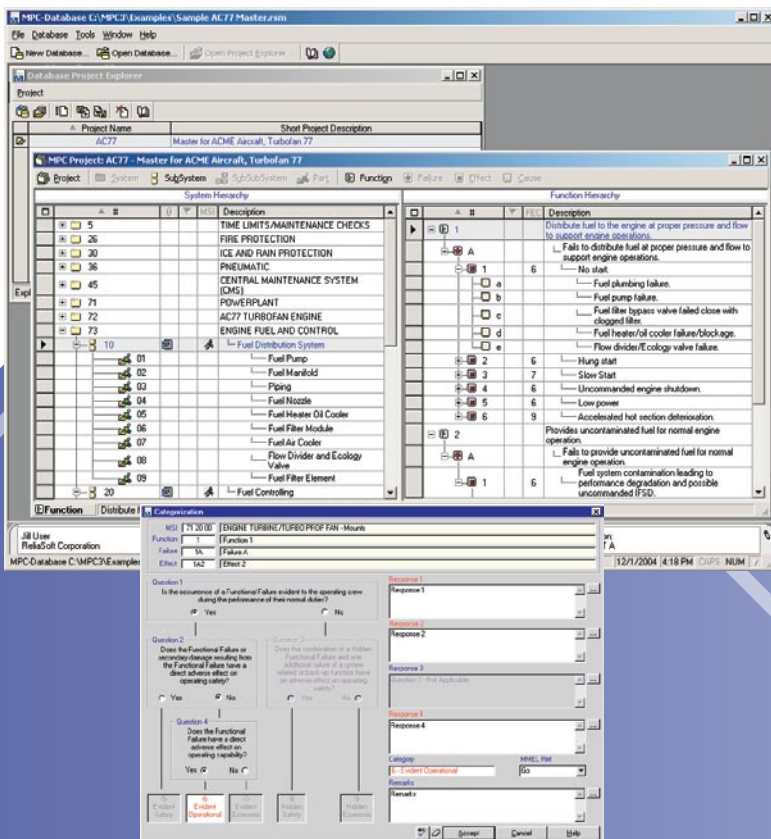 MPC-Database C:\MPC3\Examples\Sample AC77 Master.rsm
File Database Tools Window Help
New Database... Open Database... Open Project Explorer...
Database Project Explorer
Project
Project Name Short Project Description
AC77 Master for ACME Aircraft, Turbofan 77
MPC Project: AC77 - Master for ACME Aircraft, Turbofan 77
Project System SubSystem SubSubSystem Part Function Failure Effect Cause
System Hierarchy
# MSI Description
5 TIME LIMITS/MAINTENANCE CHECKS
26 FIRE PROTECTION
30 ICE AND RAIN PROTECTION
36 PNEUMATIC
45 CENTRAL MAINTENANCE SYSTEM
(CMS)
71 POWERPLANT
72 AC77 TURBOFAN ENGINE
73 ENGINE FUEL AND CONTROL
10 Fuel Distribution System
01 Fuel Pump
02 Fuel Manifold
03 Piping
04 Fuel Nozzle
05 Fuel Heater Oil Cooler
06 Fuel Filter Module
07 Fuel Air Cooler
08 Flow Divider and Ecology
Valve
09 Fuel Filter Element
20 Fuel Controlling
Function Hierarchy
# FEC Description
1 Distribute fuel to the engine at proper pressure and flow
to support engine operations.
A Fails to distribute fuel at proper pressure and flow to
support engine operations.
1 6 No start.
a Fuel plumbing failure.
b Fuel pump failure.
c Fuel filter bypass valve failed close with
clogged filter.
d Fuel heater/oil cooler failure/blockage.
e Flow divider/Ecology valve failure.
2 6 Hung start
3 7 Slow Start
4 6 Uncommanded engine shutdown.
5 6 Low power
6 9 Accelerated hot section deterioration.
2 Provides uncontaminated fuel for normal engine
operation.
A Fails to provide uncontaminated fuel for normal
engine operation.
1 6 Fuel system contamination leading to
performance degradation and possible
uncommanded IFSD.
Function Distribute f
Jill User
ReliaSoft Corporation
MPC-Database C:\MPC3\Examples
12/1/2004 4:18 PM CAPS NUM
Categorization
MSI 71 20 00 ENGINE TURBINE/TURBO PROP FAN - Mounts
Function 1 Function 1
Failure 1A Failure A
Effect 1A2 Effect 2
Question 1
Is the occurrence of a Functional Failure evident to the operating crew
during the performance of their normal duties?
Yes No
Question 2
Does the Functional Failure or
secondary damage resulting from
the Functional Failure have a
direct adverse effect on
operating safety?
Yes No
Question 3
Does the combination of a Hidden
Functional Failure and one
additional failure of a system
related or back-up function have
an adverse effect on operating
safety?
Yes No
Question 4
Does the Functional
Failure have a direct
adverse effect on
operating capability?
Yes No
Evident
Safety
Evident
Operational
Evident
Economic
Hidden
Safety
Hidden
Economic
Response 1
Response 1
Response 2
Response 2
Response 3
Question 3 - Not Applicable
Response 4
Response 4
Category MMEL Ref
6 - Evident Operational Go
Remarks
Remarks
Accept Cancel Help